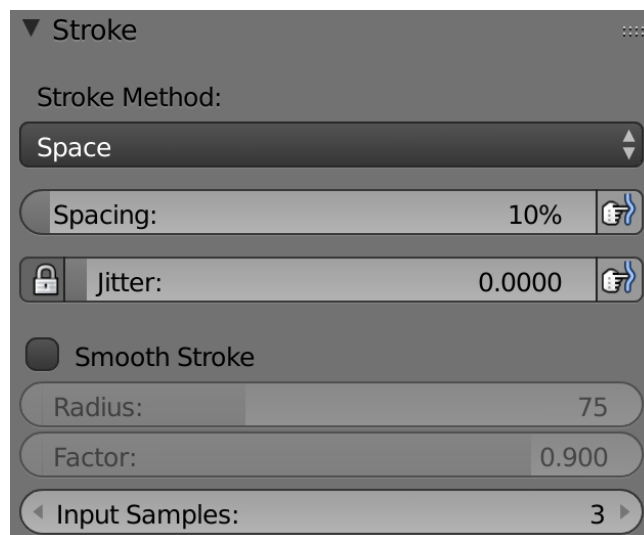 Stroke
Stroke Method:
Space
Spacing: 10%
Jitter: 0.0000
Smooth Stroke
Radius: 75
Factor: 0.900
Input Samples: 3